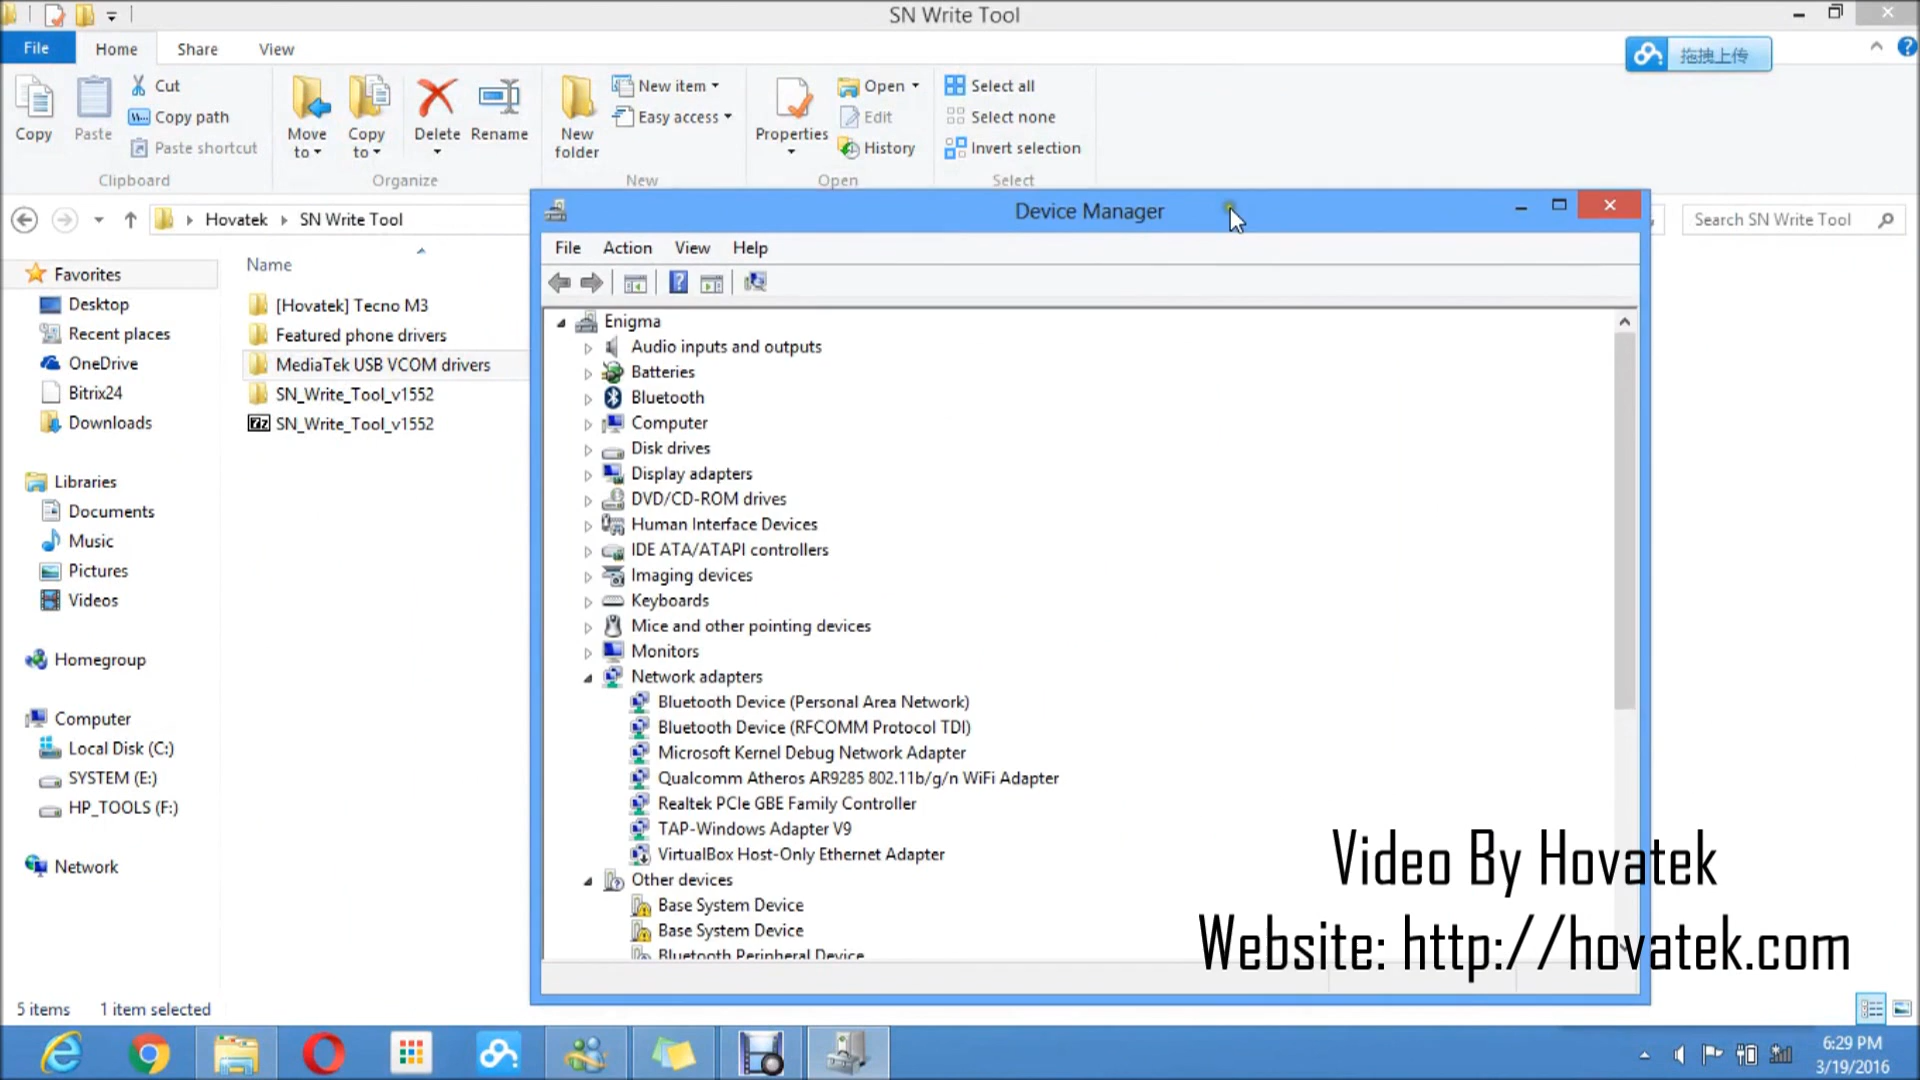 SN Write Tool
File
Home
Share
View
拖拽上传
Copy
Paste
Cut
Copy path
Paste shortcut
Clipboard
Move to
Copy to
Delete
Rename
Organize
New folder
New item
Easy access
New
Properties
Open
Edit
History
Open
Select all
Select none
Invert selection
Select
Hovatek
SN Write Tool
Search SN Write Tool
Favorites
Desktop
Recent places
OneDrive
Bitrix24
Downloads
Libraries
Documents
Music
Pictures
Videos
Homegroup
Computer
Local Disk (C:)
SYSTEM (E:)
HP_TOOLS (F:)
Network
Name
[Hovatek] Tecno M3
Featured phone drivers
MediaTek USB VCOM drivers
SN_Write_Tool_v1552
7z SN_Write_Tool_v1552
Device Manager
File
Action
View
Help
Enigma
Audio inputs and outputs
Batteries
Bluetooth
Computer
Disk drives
Display adapters
DVD/CD-ROM drives
Human Interface Devices
IDE ATA/ATAPI controllers
Imaging devices
Keyboards
Mice and other pointing devices
Monitors
Network adapters
Bluetooth Device (Personal Area Network)
Bluetooth Device (RFCOMM Protocol TDI)
Microsoft Kernel Debug Network Adapter
Qualcomm Atheros AR9285 802.11b/g/n WiFi Adapter
Realtek PCIe GBE Family Controller
TAP-Windows Adapter V9
VirtualBox Host-Only Ethernet Adapter
Other devices
Base System Device
Base System Device
Bluetooth Peripheral Device
Video By Hovatek
Website: http://hovatek.com
5 items
1 item selected
6:29 PM
3/19/2016